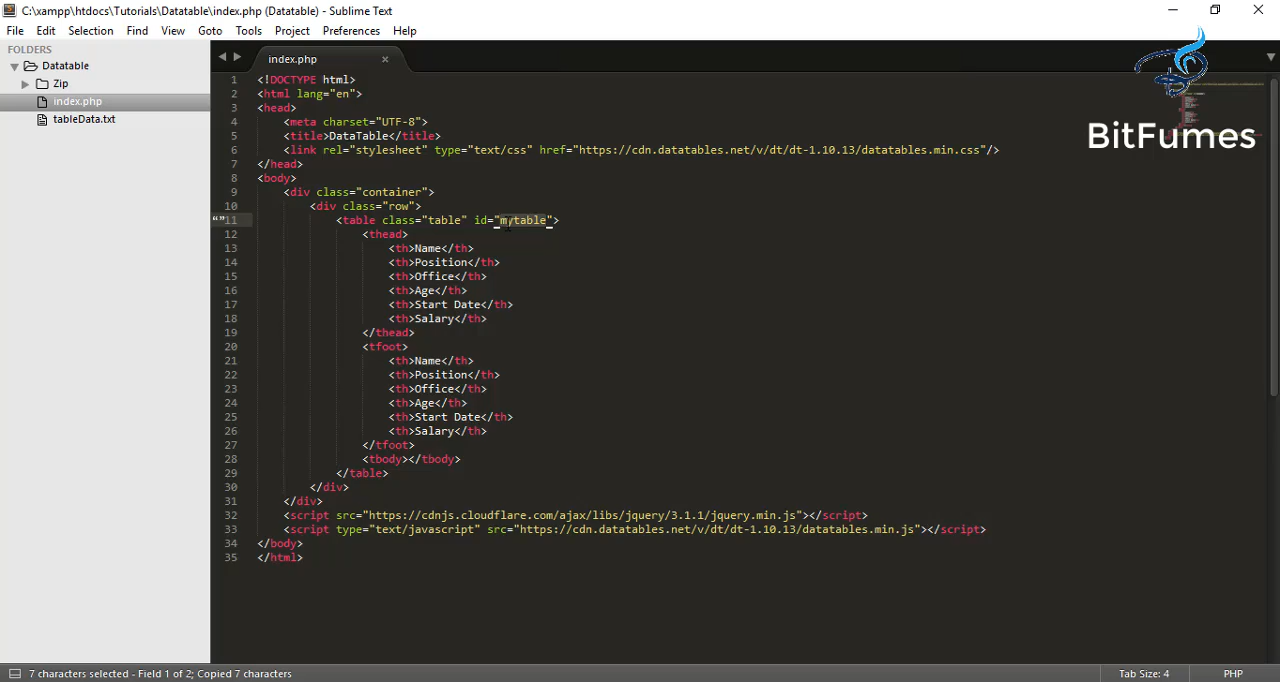 C:\xampp\htdocs\Tutorials\Datatable\index.php (Datatable) - Sublime Text
File Edit Selection Find View Goto Tools Project Preferences Help
FOLDERS
Datatable
Zip
index.php
tableData.txt
index.php ×
BitFumes
1 <!DOCTYPE html>
2 <html lang="en">
3 <head>
4 <meta charset="UTF-8">
5 <title>DataTable</title>
6 <link rel="stylesheet" type="text/css" href="https://cdn.datatables.net/v/dt/dt-1.10.13/datatables.min.css"/>
7 </head>
8 <body>
9 <div class="container">
10 <div class="row">
“”11 <table class="table" id="mytable">
12 <thead>
13 <th>Name</th>
14 <th>Position</th>
15 <th>Office</th>
16 <th>Age</th>
17 <th>Start Date</th>
18 <th>Salary</th>
19 </thead>
20 <tfoot>
21 <th>Name</th>
22 <th>Position</th>
23 <th>Office</th>
24 <th>Age</th>
25 <th>Start Date</th>
26 <th>Salary</th>
27 </tfoot>
28 <tbody></tbody>
29 </table>
30 </div>
31 </div>
32 <script src="https://cdnjs.cloudflare.com/ajax/libs/jquery/3.1.1/jquery.min.js"></script>
33 <script type="text/javascript" src="https://cdn.datatables.net/v/dt/dt-1.10.13/datatables.min.js"></script>
34 </body>
35 </html>
7 characters selected - Field 1 of 2; Copied 7 characters Tab Size: 4 PHP